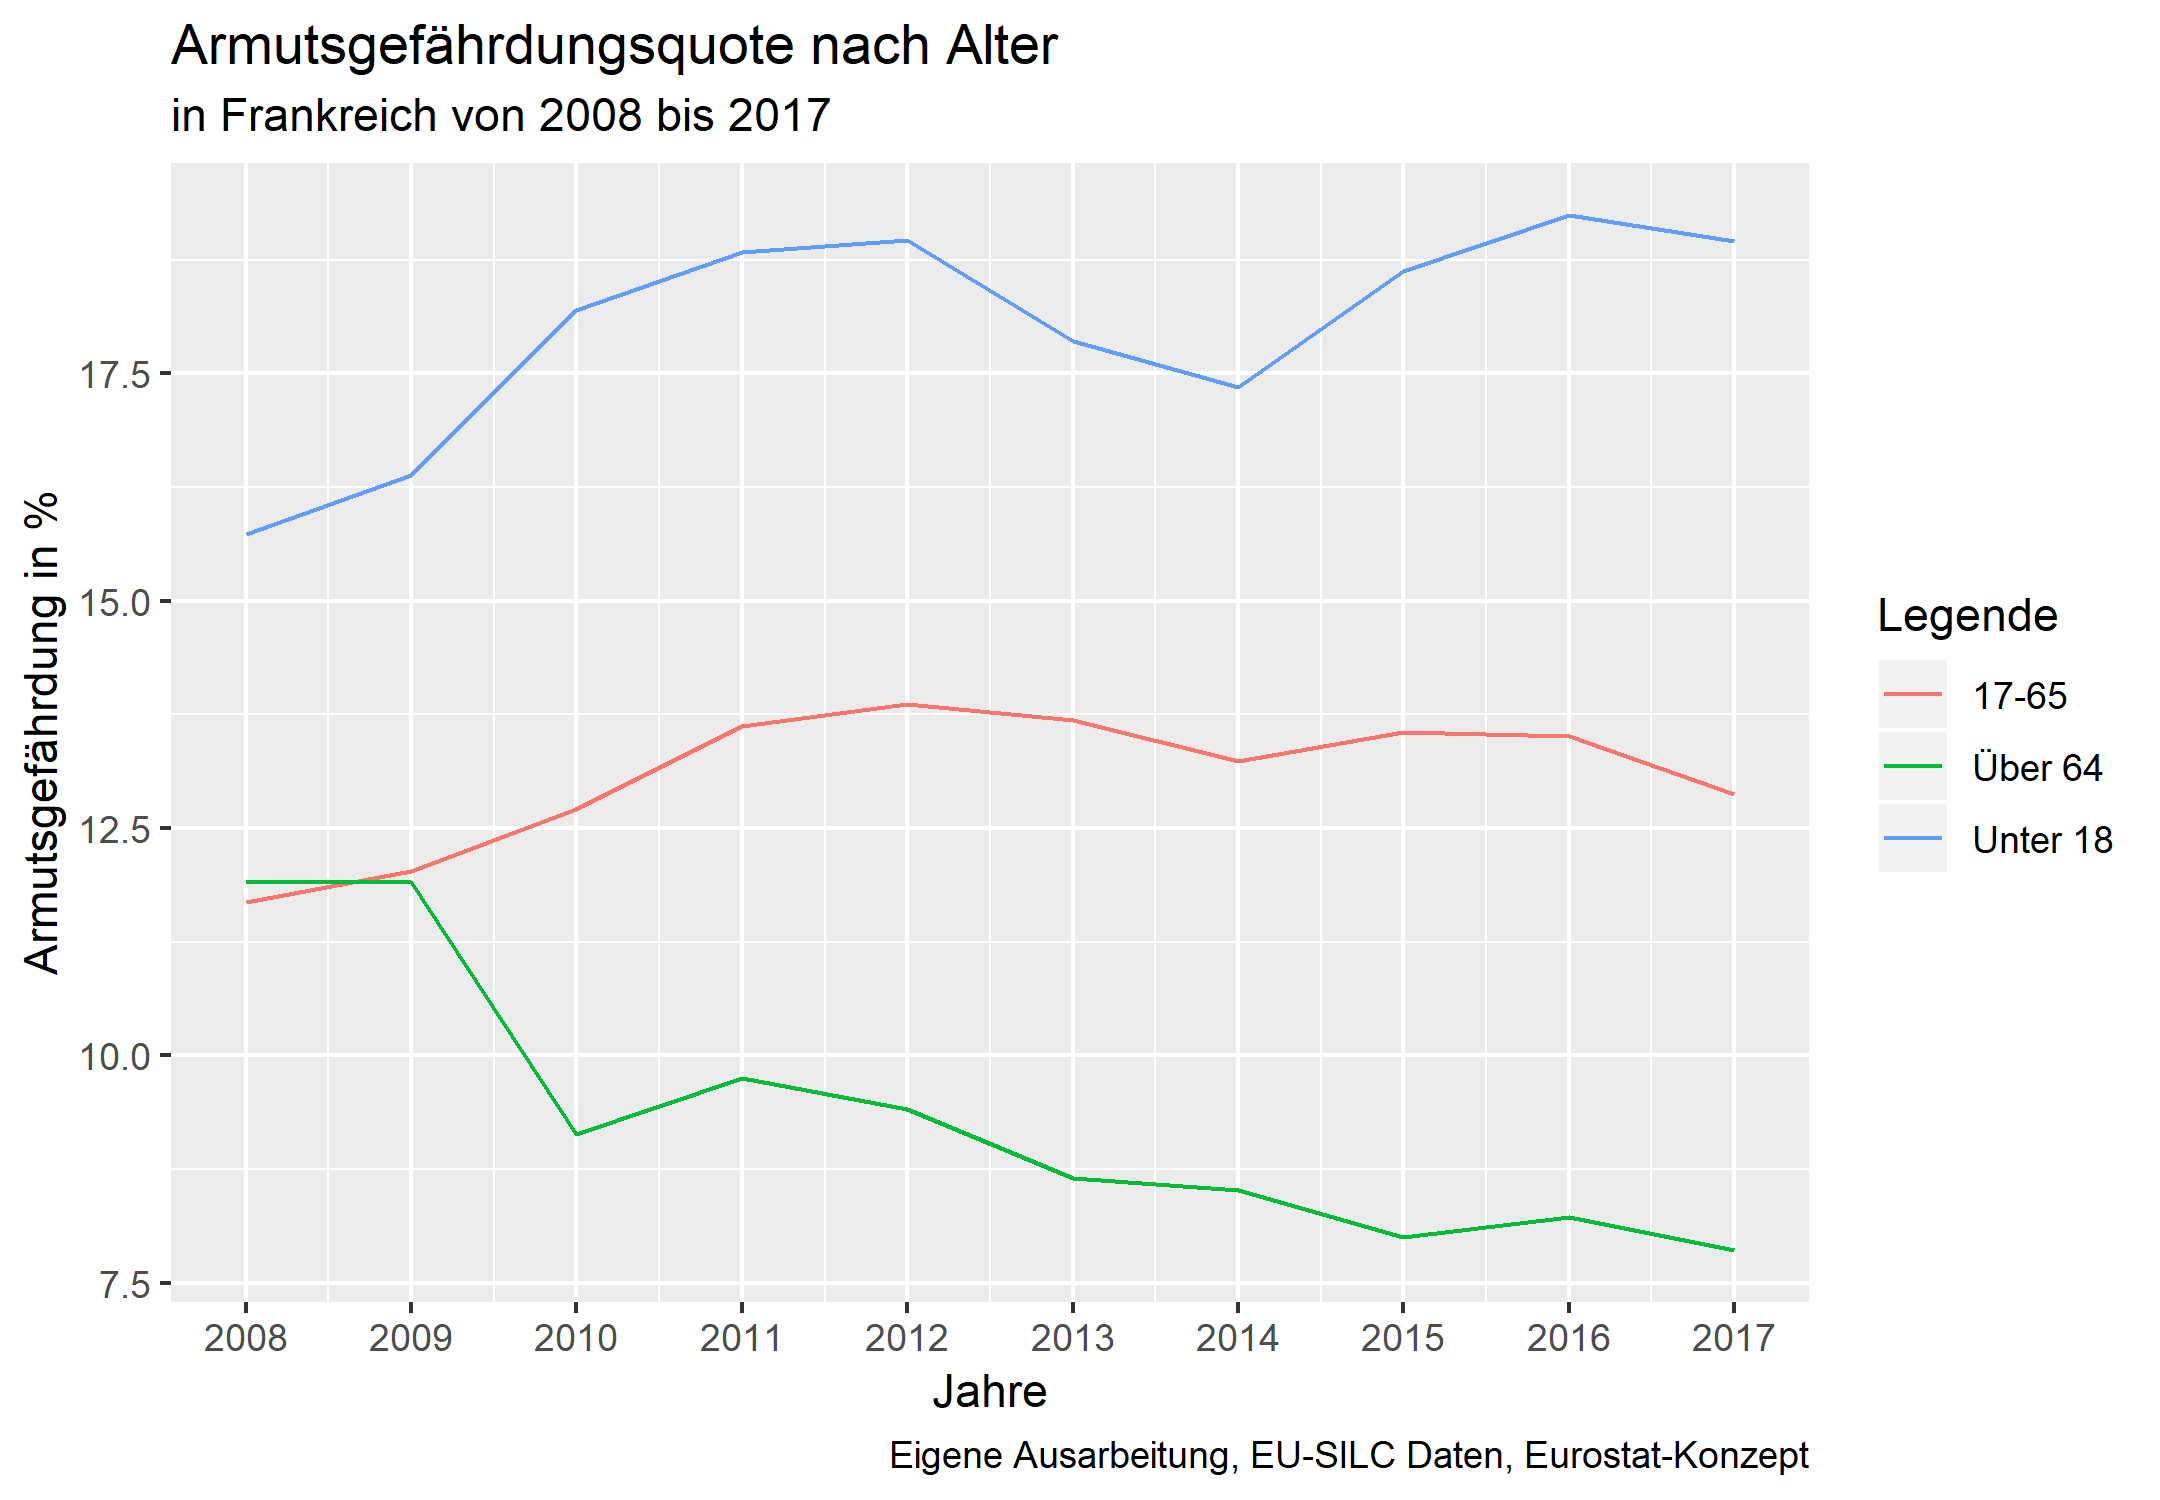 Armutsgefährdungsquote nach Alter
in Frankreich von 2008 bis 2017
Armutsgefährdung in %
17.5
15.0
12.5
10.0
7.5
2008 2009 2010 2011 2012 2013 2014 2015 2016 2017
Jahre
Legende
17-65
Über 64
Unter 18
Eigene Ausarbeitung, EU-SILC Daten, Eurostat-Konzept